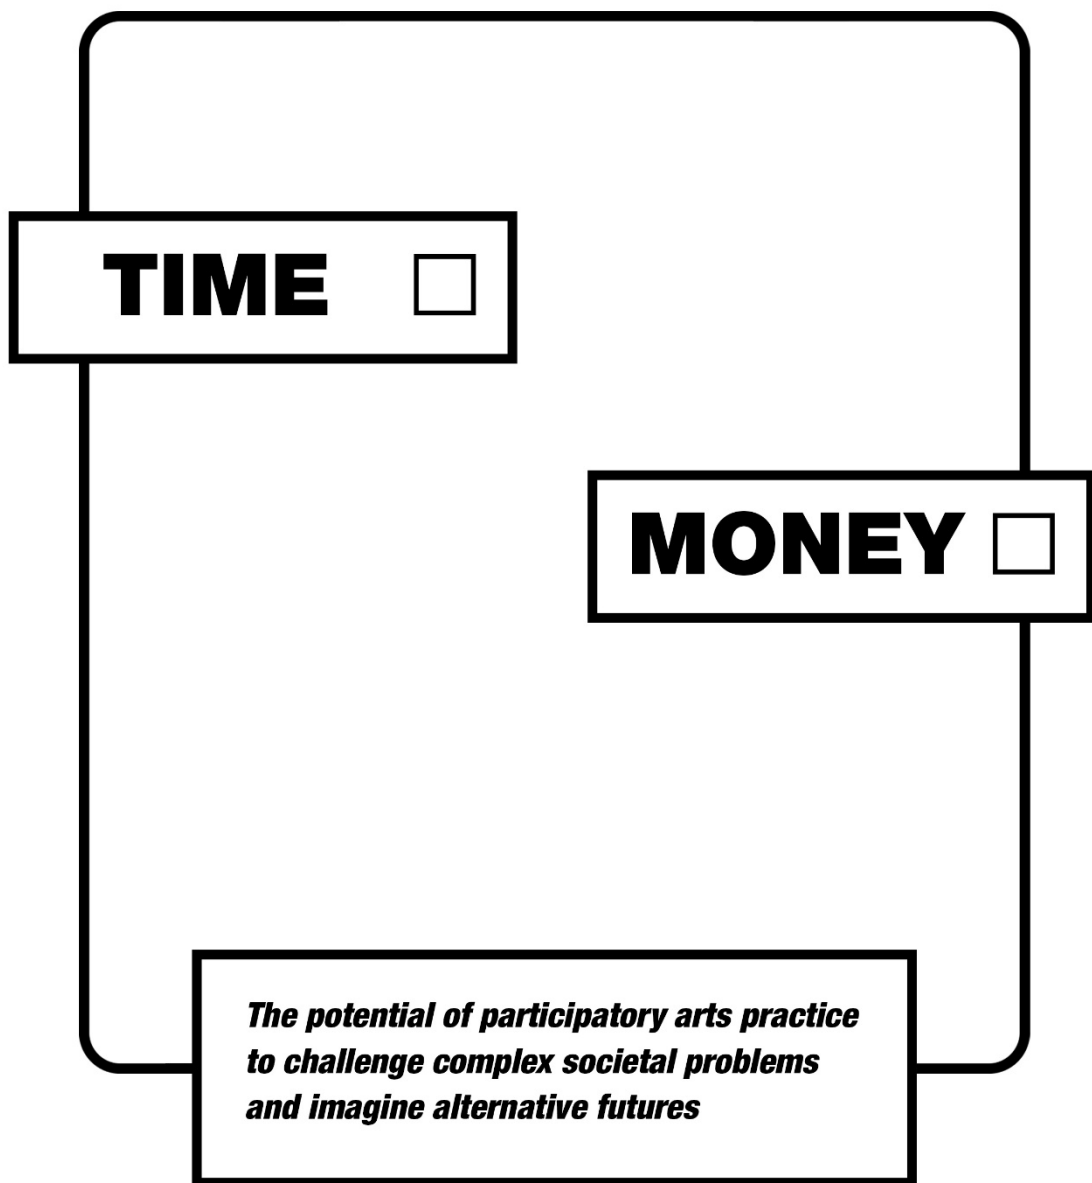 TIME
MONEY
The potential of participatory arts practice
to challenge complex societal problems
and imagine alternative futures